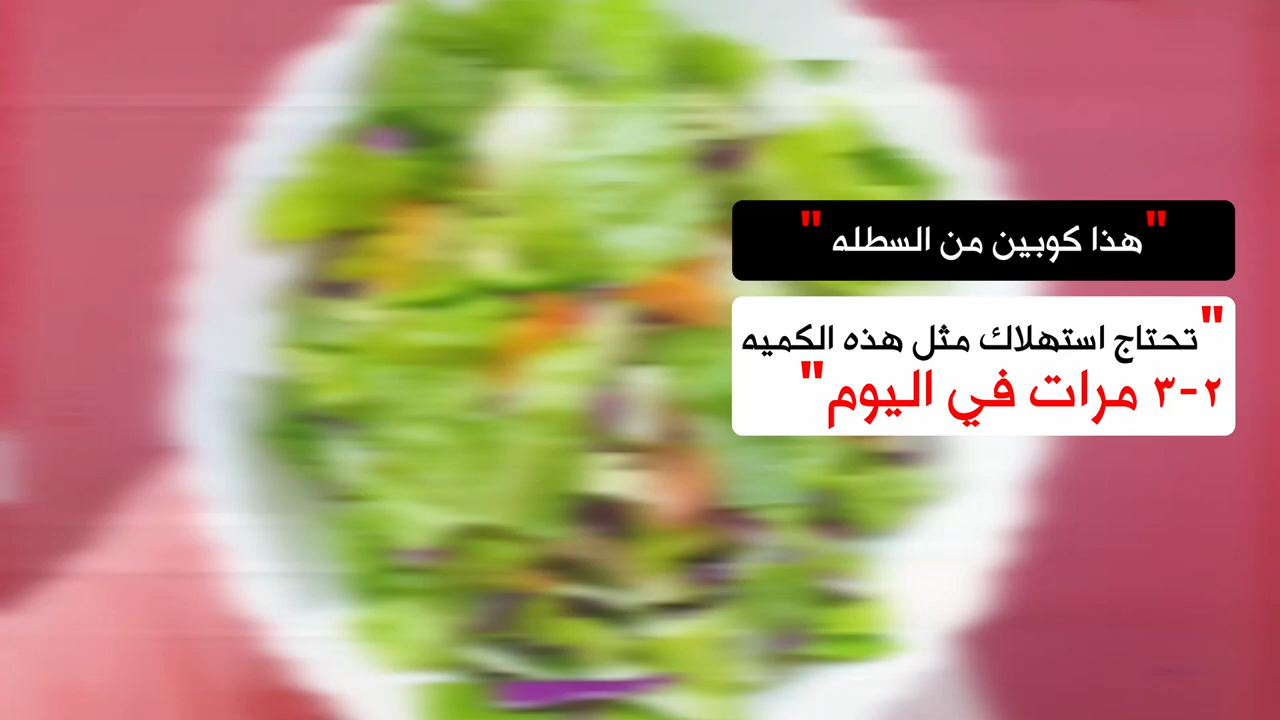 "هذا كوبين من السطله"
"تحتاج استهلاك مثل هذه الكميه
٢-٣ مرات في اليوم"